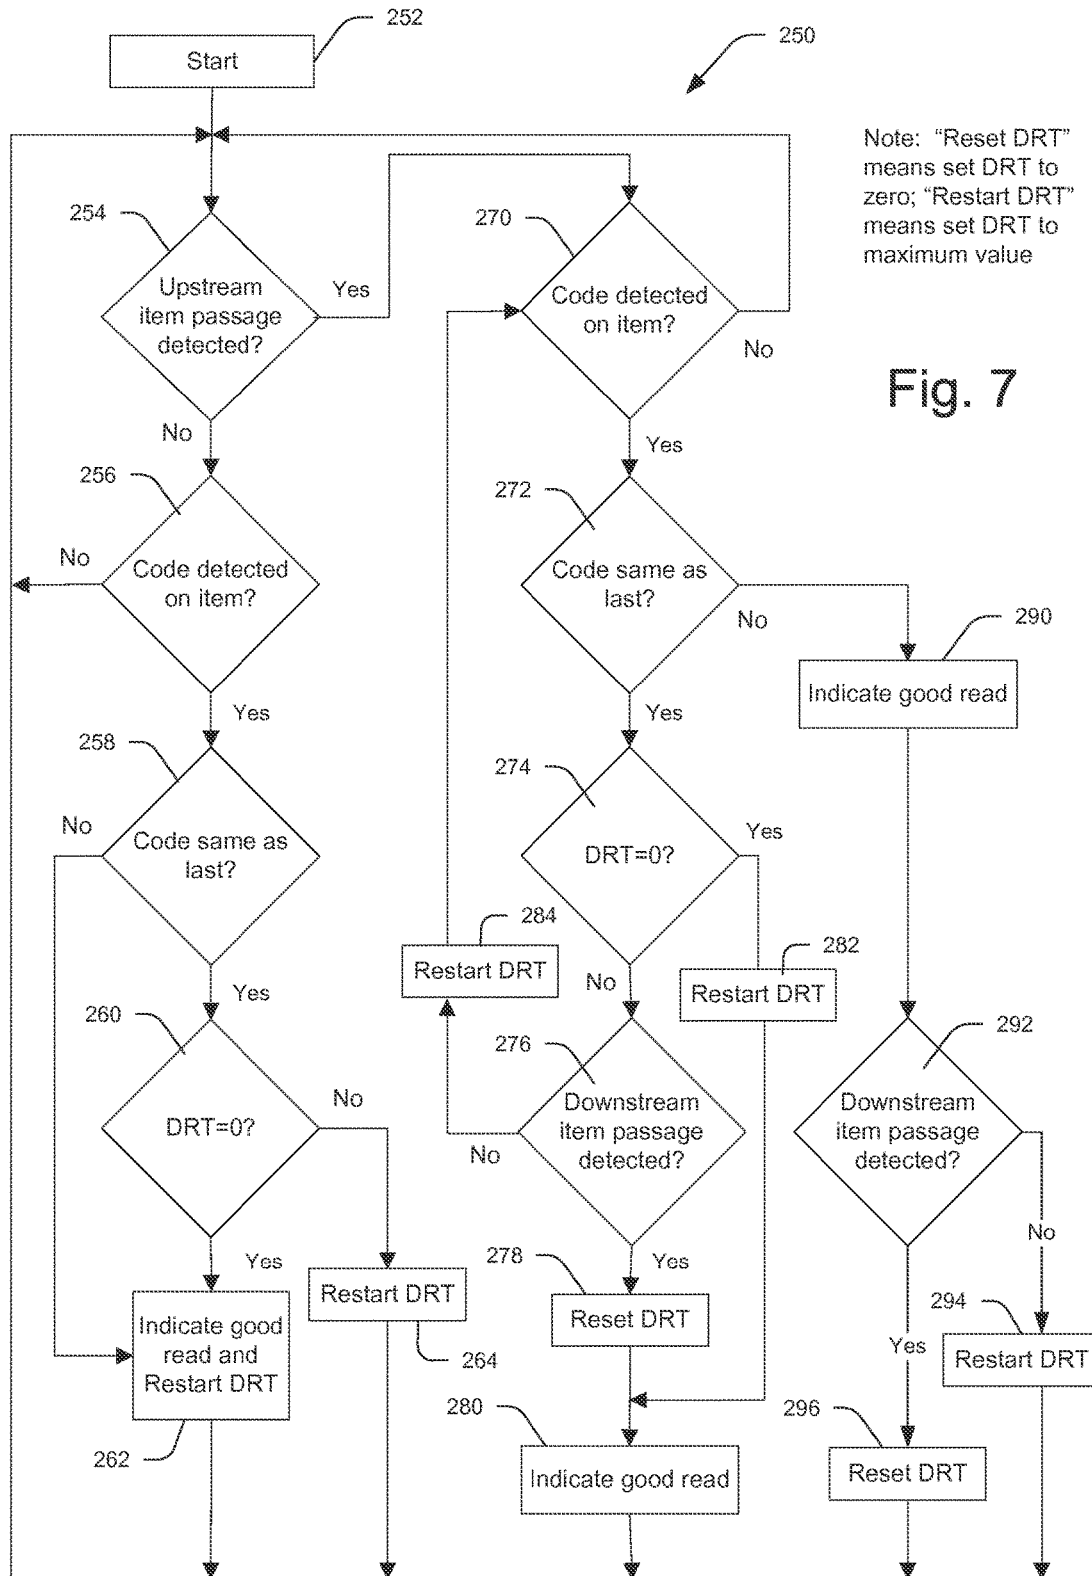 252
Start
250
Note: "Reset DRT"
means set DRT to
zero; "Restart DRT"
means set DRT to
maximum value
254
Upstream
item passage
detected?
Yes
No
270
Code detected
on item?
No
Yes
Fig. 7
256
No
Code detected
on item?
Yes
272
Code same as
last?
No
Yes
290
Indicate good read
258
No
Code same as
last?
Yes
274
DRT=0?
Yes
No
284
Restart DRT
282
Restart DRT
260
DRT=0?
No
Yes
276
Downstream
item passage
detected?
No
Yes
292
Downstream
item passage
detected?
No
Yes
Indicate good
read and
Restart DRT
262
Restart DRT
264
278
Reset DRT
280
Indicate good read
294
Restart DRT
296
Reset DRT